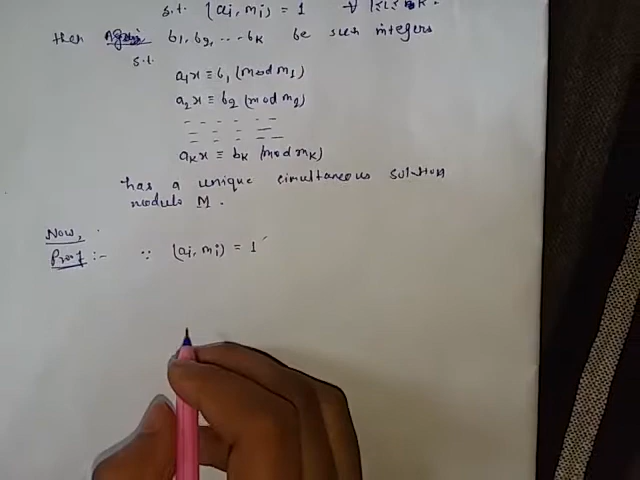 s.t. (ai, mi) = 1 ∀ 1≤i≤ k.
then b1, b2, ... bk be such integers
s.t.
a1x ≡ b1 (mod m1)
a2x ≡ b2 (mod m2)
akx ≡ bk (mod mk)
has a unique simultaneous solution
modulo M.
Now,
Proof :- ∵ (ai, mi) = 1